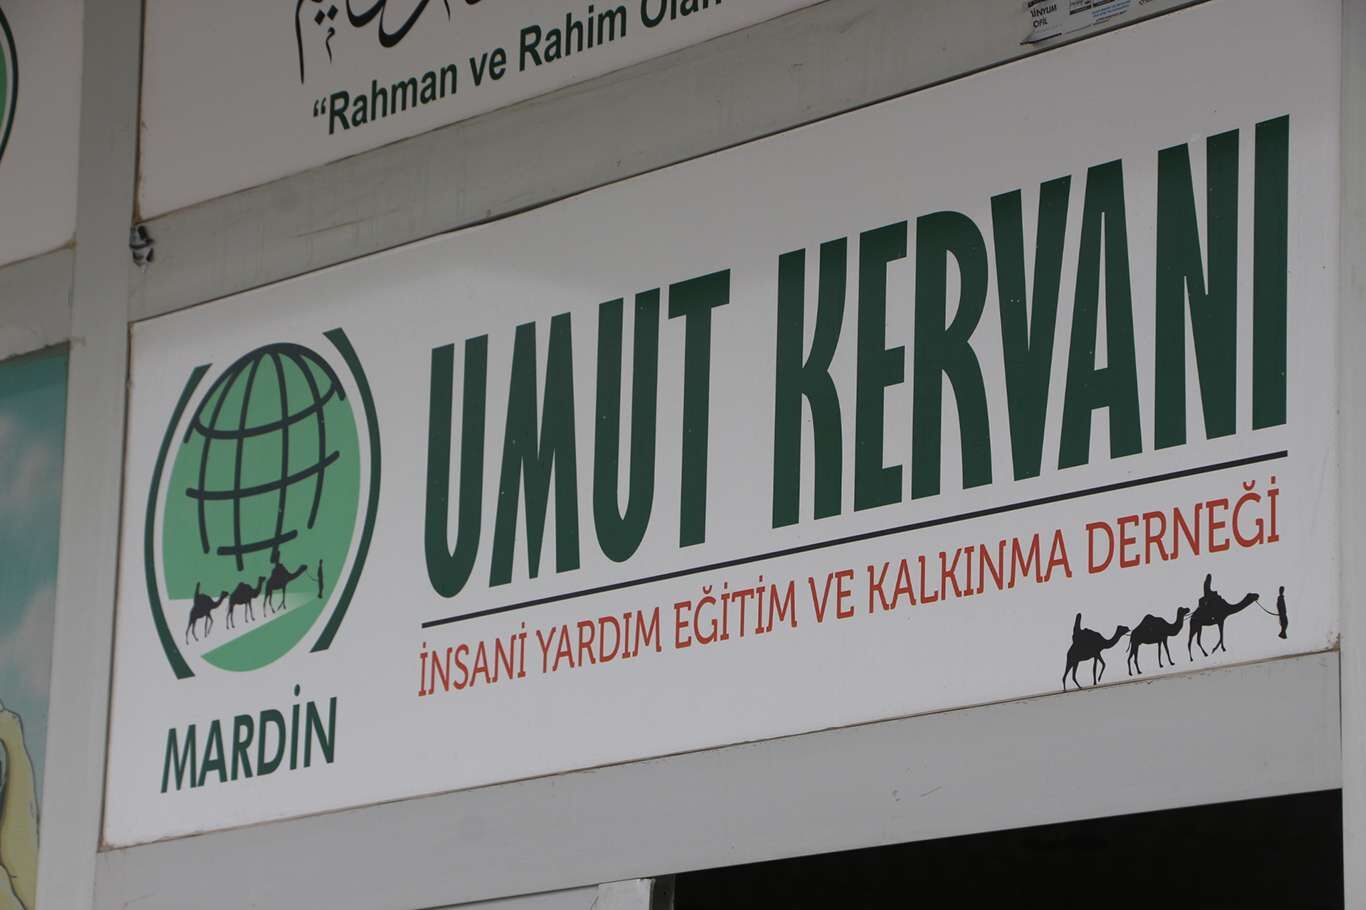 “Rahman ve Rahim Olan
UMUT KERVANI
İNSANİ YARDIM EĞİTİM VE KALKINMA DERNEĞİ
MARDİN